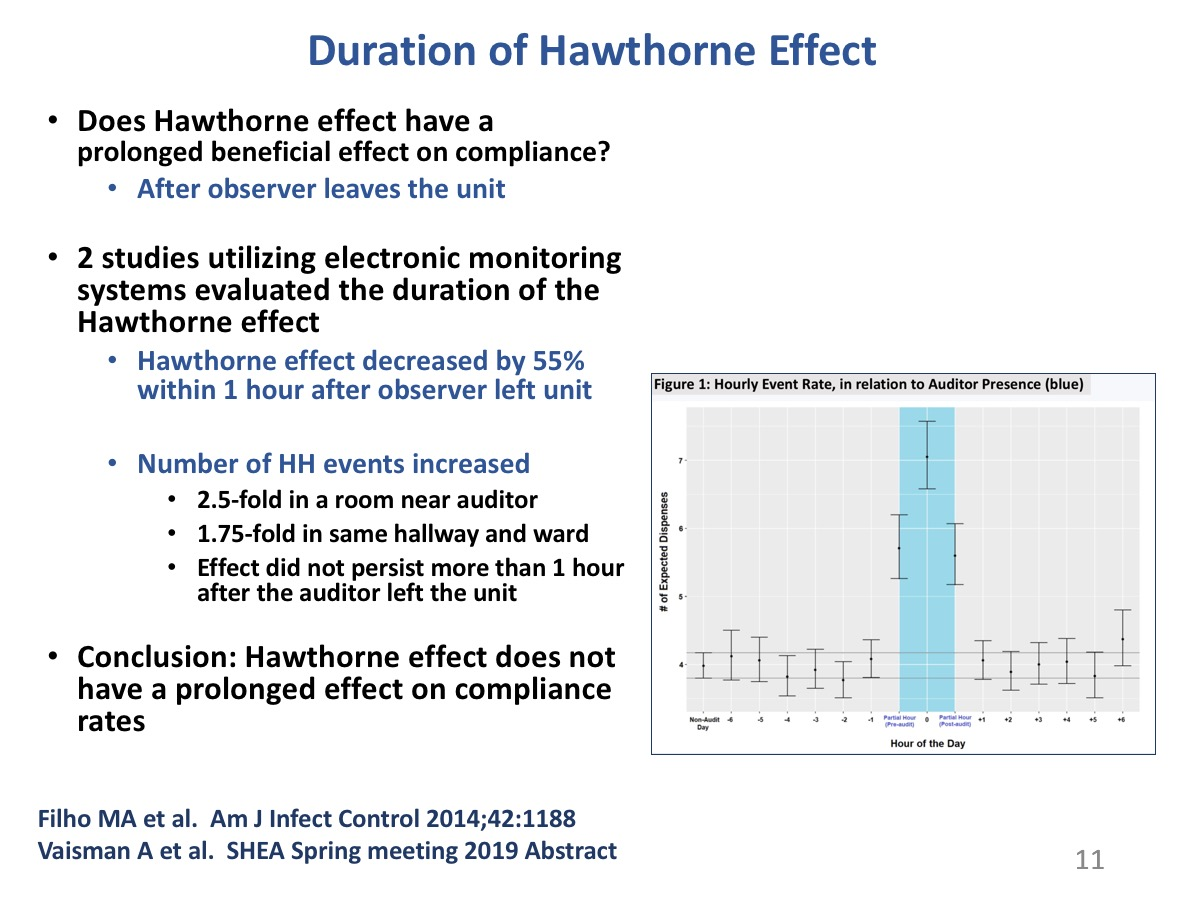 Duration of Hawthorne Effect
• Does Hawthorne effect have a
prolonged beneficial effect on compliance?
• After observer leaves the unit
• 2 studies utilizing electronic monitoring
systems evaluated the duration of the
Hawthorne effect
• Hawthorne effect decreased by 55%
within 1 hour after observer left unit
• Number of HH events increased
• 2.5-fold in a room near auditor
• 1.75-fold in same hallway and ward
• Effect did not persist more than 1 hour
after the auditor left the unit
• Conclusion: Hawthorne effect does not
have a prolonged effect on compliance
rates
Figure 1: Hourly Event Rate, in relation to Auditor Presence (blue)
# of Expected Dispenses
7
6
5
4
Non-Audit -6 -5 -4 -3 -2 -1 Partial Hour 0 Partial Hour +1 +2 +3 +4 +5 +6
Day (Pre-audit) (Post-audit)
Hour of the Day
Filho MA et al. Am J Infect Control 2014;42:1188
Vaisman A et al. SHEA Spring meeting 2019 Abstract
11